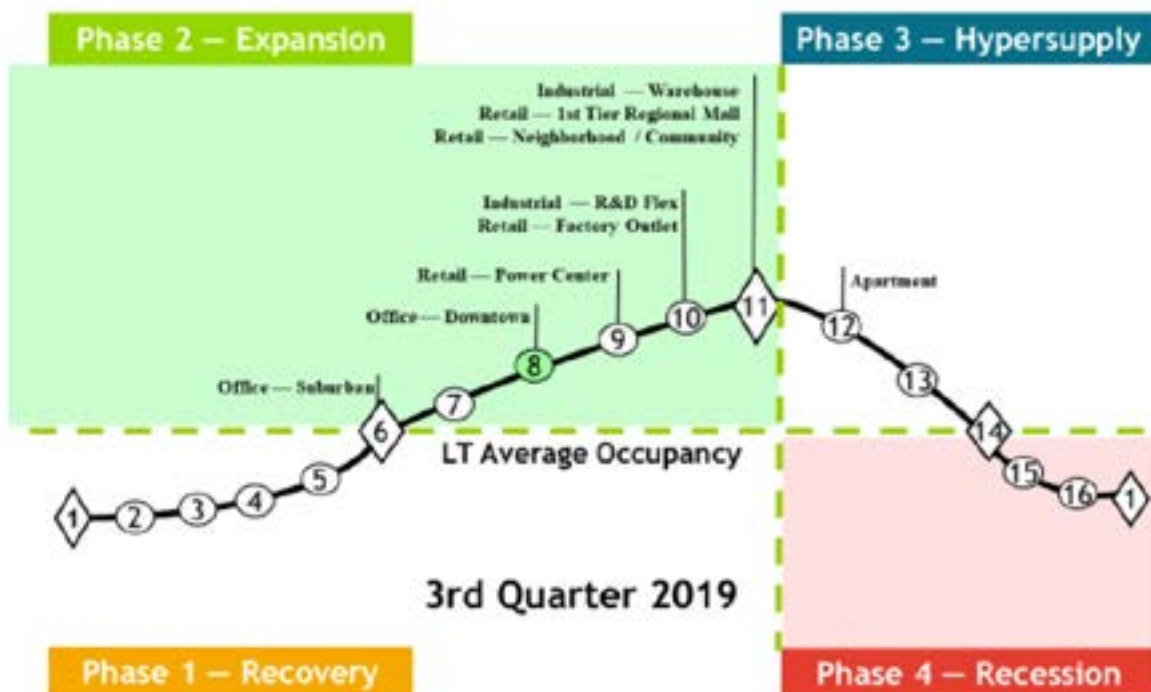 Phase 2 — Expansion
Phase 3 — Hypersupply
Industrial — Warehouse
Retail — 1st Tier Regional Mall
Retail — Neighborhood / Community
Industrial — R&D Flex
Retail — Factory Outlet
Retail — Power Center
Apartment
Office — Downtown
Office — Suburban
1
2
3
4
5
6
7
8
9
10
11
12
13
14
15
16
1
LT Average Occupancy
3rd Quarter 2019
Phase 1 — Recovery
Phase 4 — Recession